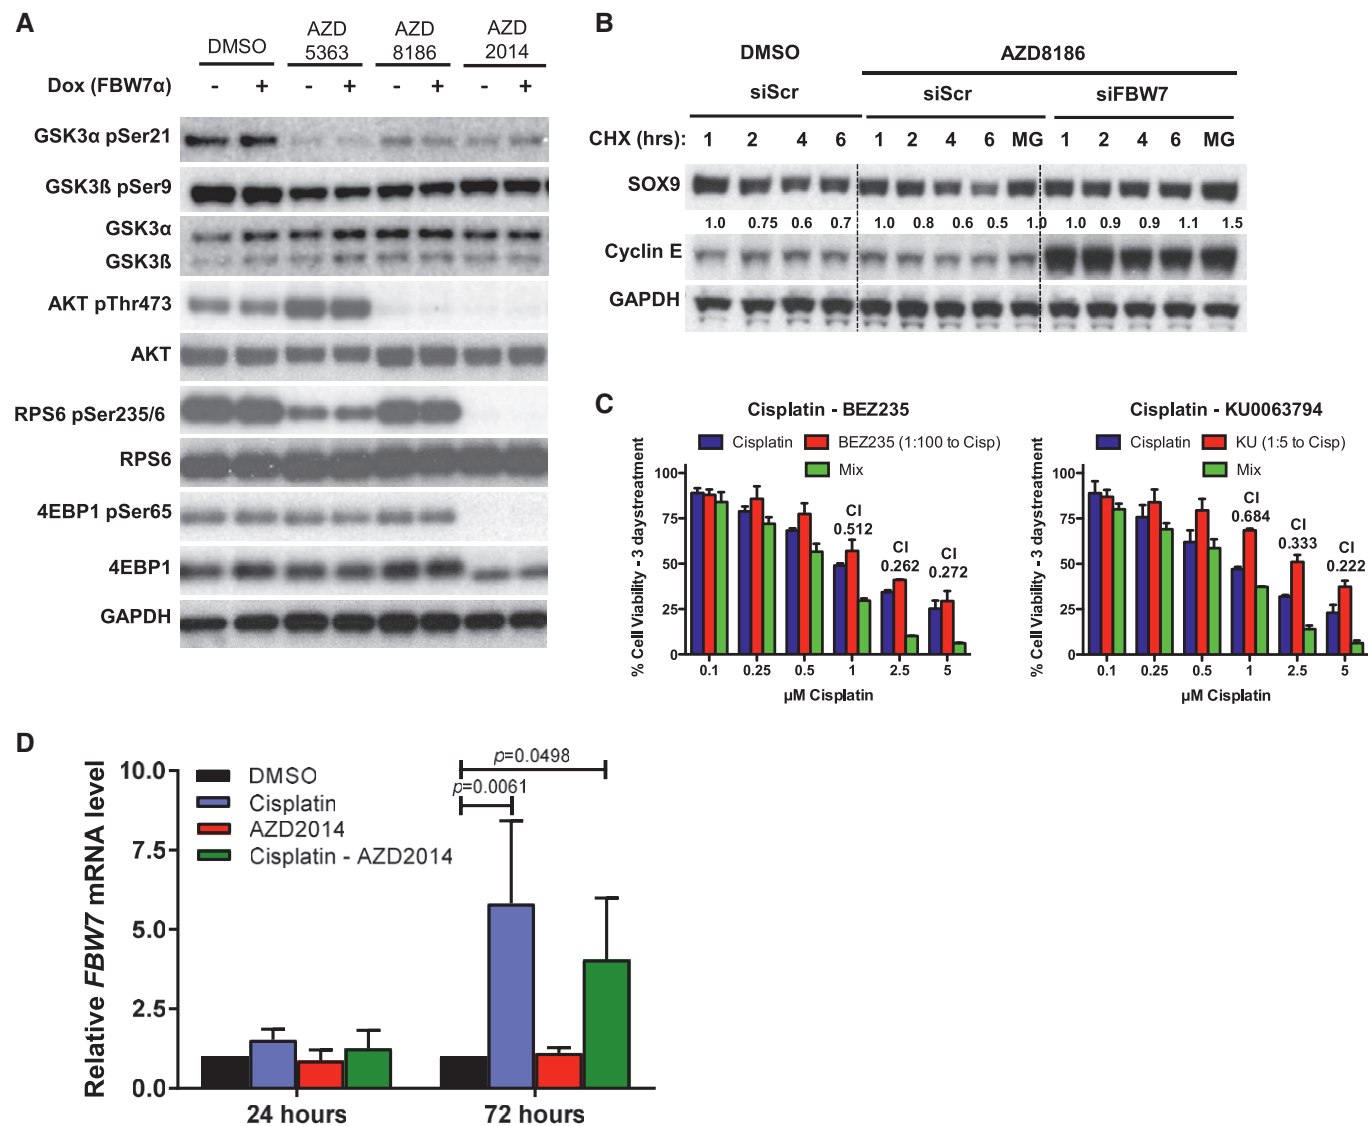 A
DMSO
AZD
5363
AZD
8186
AZD
2014
Dox (FBW7α)
- + - + - + - +
GSK3α pSer21
GSK3ß pSer9
GSK3α
GSK3ß
AKT pThr473
AKT
RPS6 pSer235/6
RPS6
4EBP1 pSer65
4EBP1
GAPDH
B
DMSO
AZD8186
siScr
siScr
siFBW7
CHX (hrs): 1 2 4 6 1 2 4 6 MG 1 2 4 6 MG
SOX9
1.0 0.75 0.6 0.7 1.0 0.8 0.6 0.5 1.0 1.0 0.9 0.9 1.1 1.5
Cyclin E
GAPDH
C
Cisplatin - BEZ235
Cisplatin
BEZ235 (1:100 to Cisp)
Mix
% Cell Viability - 3 daystreatment
100
75
50
25
0
CI
0.512
CI
0.262
CI
0.272
0.1 0.25 0.5 1 2.5 5
µM Cisplatin
Cisplatin - KU0063794
Cisplatin
KU (1:5 to Cisp)
Mix
% Cell Viability - 3 daystreatment
100
75
50
25
0
CI
0.684
CI
0.333
CI
0.222
0.1 0.25 0.5 1 2.5 5
µM Cisplatin
D
Relative FBW7 mRNA level
10.0
7.5
5.0
2.5
0.0
DMSO
Cisplatin
AZD2014
Cisplatin - AZD2014
p=0.0498
p=0.0061
24 hours
72 hours